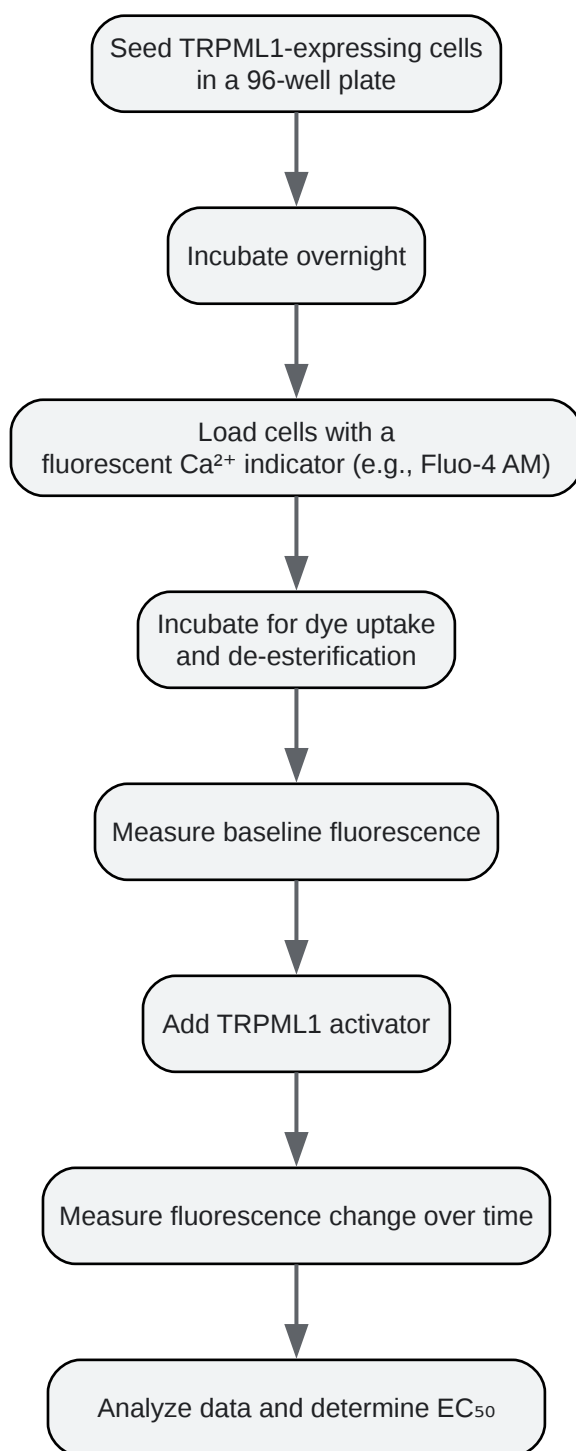 Seed TRPML1-expressing cells
in a 96-well plate
Incubate overnight
Load cells with a
fluorescent Ca²⁺ indicator (e.g., Fluo-4 AM)
Incubate for dye uptake
and de-esterification
Measure baseline fluorescence
Add TRPML1 activator
Measure fluorescence change over time
Analyze data and determine EC₅₀